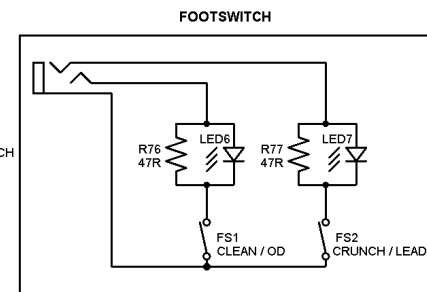 FOOTSWITCH
R76
47R
LED6
R77
47R
LED7
CH
FS1
CLEAN / OD
FS2
CRUNCH / LEAD